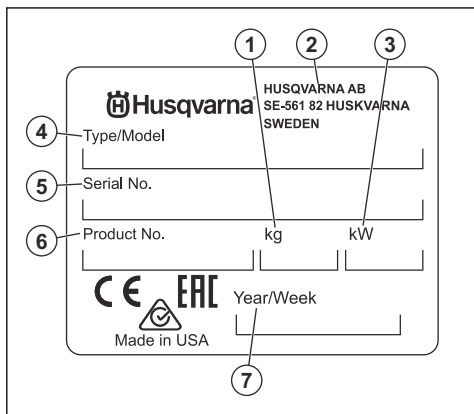 1 2 3
HUSQVARNA AB
Husqvarna® SE-561 82 HUSKVARNA
SWEDEN
4 Type/Model
5 Serial No.
6 Product No. kg kW
CE EAC Year/Week
Made in USA
7